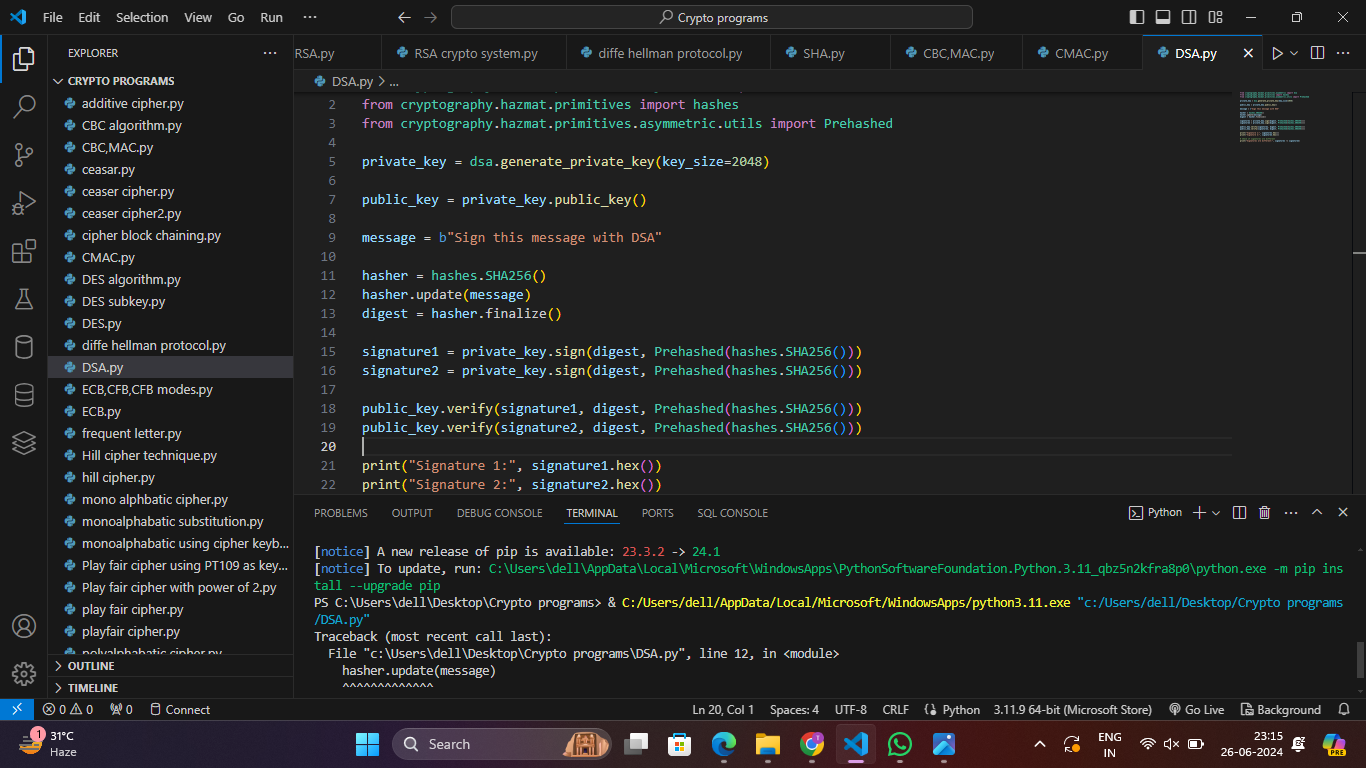 File Edit Selection View Go Run ··· Crypto programs
EXPLORER ···
RSA.py RSA crypto system.py diffe hellman protocol.py SHA.py CBC,MAC.py CMAC.py DSA.py
CRYPTO PROGRAMS
additive cipher.py
CBC algorithm.py
CBC,MAC.py
ceasar.py
ceaser cipher.py
ceaser cipher2.py
cipher block chaining.py
CMAC.py
DES algorithm.py
DES subkey.py
DES.py
diffe hellman protocol.py
DSA.py
ECB,CFB,CFB modes.py
ECB.py
frequent letter.py
Hill cipher technique.py
hill cipher.py
mono alphbatic cipher.py
monoalphabatic substitution.py
monoalphabatic using cipher keyb...
Play fair cipher using PT109 as key...
Play fair cipher with power of 2.py
play fair cipher.py
playfair cipher.py
polyalphabatic cipher.py
OUTLINE
TIMELINE
DSA.py > ...
2 from cryptography.hazmat.primitives import hashes
3 from cryptography.hazmat.primitives.asymmetric.utils import Prehashed
4
5 private_key = dsa.generate_private_key(key_size=2048)
6
7 public_key = private_key.public_key()
8
9 message = b"Sign this message with DSA"
10
11 hasher = hashes.SHA256()
12 hasher.update(message)
13 digest = hasher.finalize()
14
15 signature1 = private_key.sign(digest, Prehashed(hashes.SHA256()))
16 signature2 = private_key.sign(digest, Prehashed(hashes.SHA256()))
17
18 public_key.verify(signature1, digest, Prehashed(hashes.SHA256()))
19 public_key.verify(signature2, digest, Prehashed(hashes.SHA256()))
20
21 print("Signature 1:", signature1.hex())
22 print("Signature 2:", signature2.hex())
PROBLEMS OUTPUT DEBUG CONSOLE TERMINAL PORTS SQL CONSOLE Python
[notice] A new release of pip is available: 23.3.2 -> 24.1
[notice] To update, run: C:\Users\dell\AppData\Local\Microsoft\WindowsApps\PythonSoftwareFoundation.Python.3.11_qbz5n2kfra8p0\python.exe -m pip ins
tall --upgrade pip
PS C:\Users\dell\Desktop\Crypto programs> & C:/Users/dell/AppData/Local/Microsoft/WindowsApps/python3.11.exe "c:/Users/dell/Desktop/Crypto programs
/DSA.py"
Traceback (most recent call last):
File "c:\Users\dell\Desktop\Crypto programs\DSA.py", line 12, in <module>
hasher.update(message)
^^^^^^^^^^^^^
0 0 0 Connect Ln 20, Col 1 Spaces: 4 UTF-8 CRLF Python 3.11.9 64-bit (Microsoft Store) Go Live Background
1 31°C
Haze
Search
ENG
IN
23:15
26-06-2024
PRE